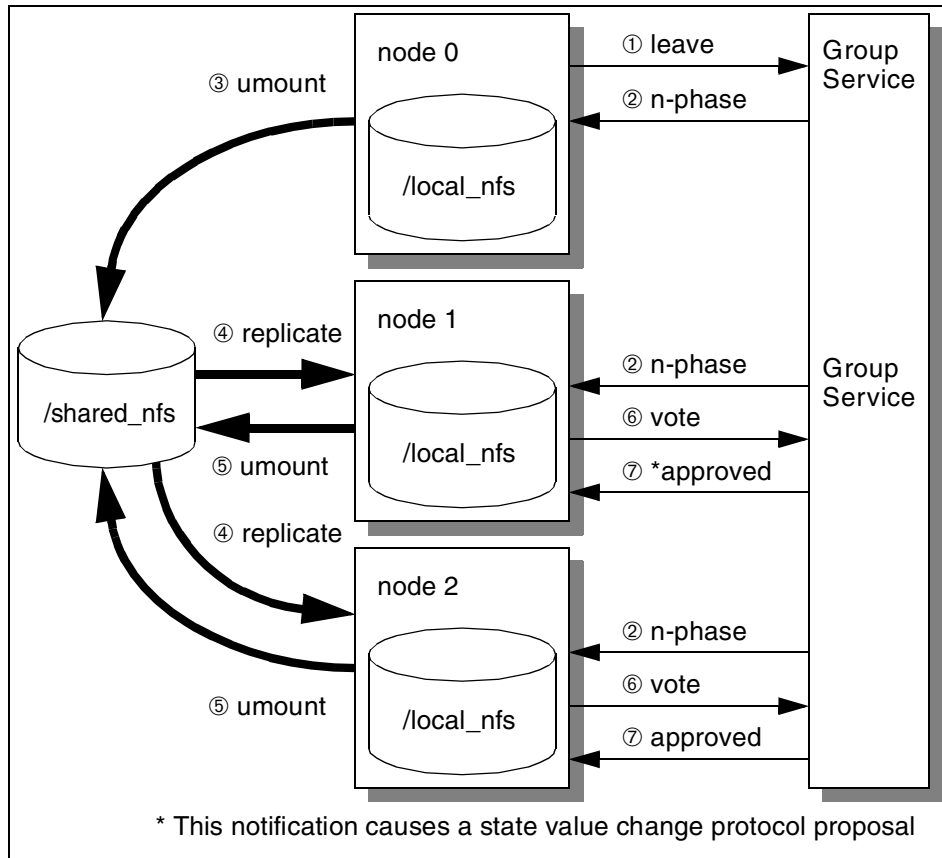 node 0
① leave
Group
Service
③ umount
② n-phase
/local_nfs
node 1
④ replicate
② n-phase
Group
Service
/shared_nfs
⑥ vote
/local_nfs
⑤ umount
⑦ *approved
④ replicate
node 2
② n-phase
⑥ vote
⑤ umount
/local_nfs
⑦ approved
* This notification causes a state value change protocol proposal